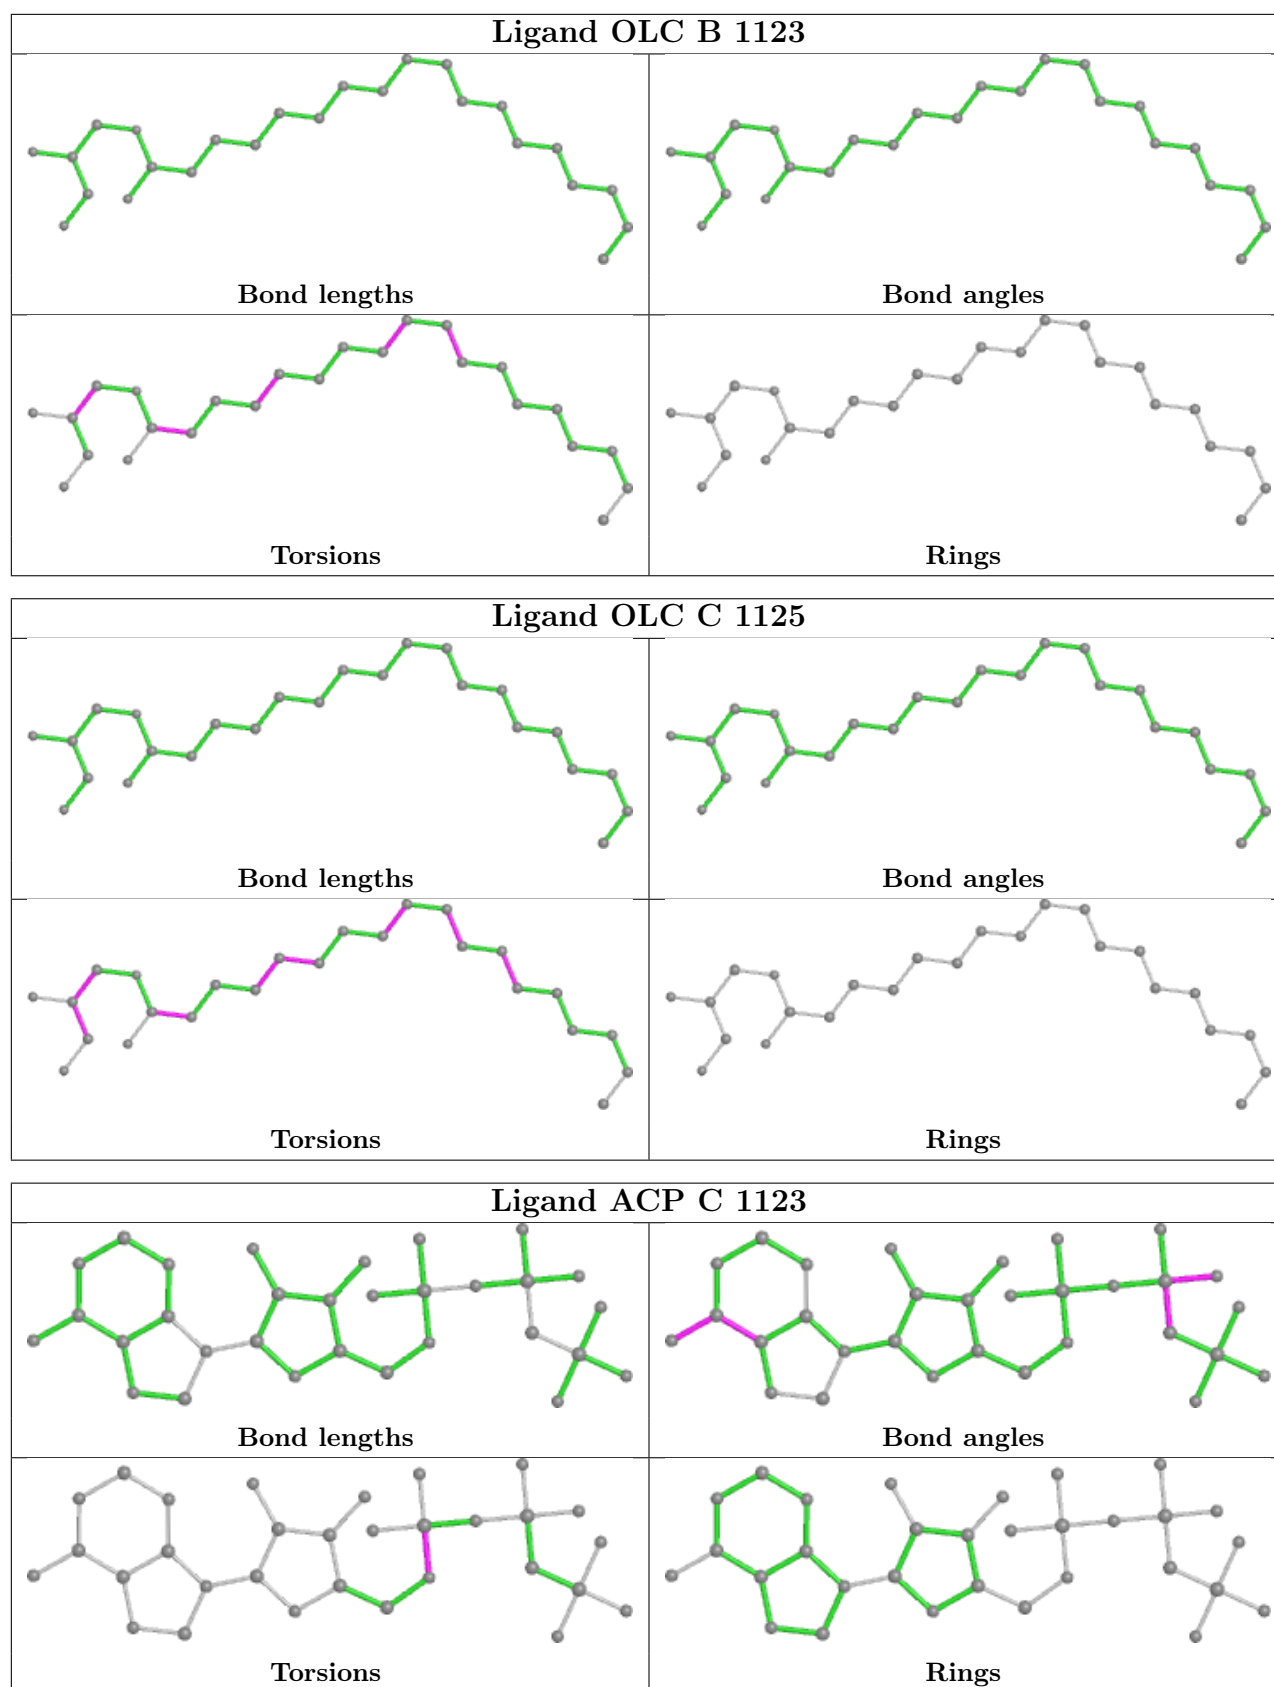 Ligand OLC B 1123
Bond lengths
Bond angles
Torsions
Rings
Ligand OLC C 1125
Bond lengths
Bond angles
Torsions
Rings
Ligand ACP C 1123
Bond lengths
Bond angles
Torsions
Rings